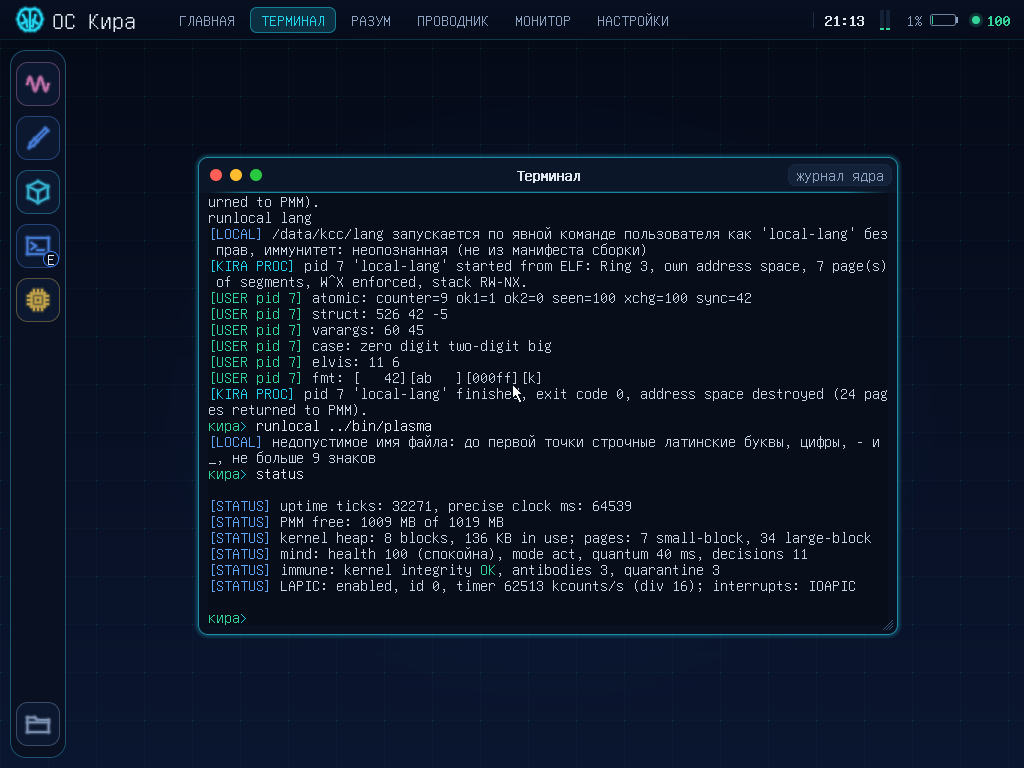 ОС Кира
ГЛАВНАЯ ТЕРМИНАЛ РАЗУМ ПРОВОДНИК МОНИТОР НАСТРОЙКИ
21:13 1% 100
E
Терминал
журнал ядра
urned to PMM).
runlocal lang
[LOCAL] /data/kcc/lang запускается по явной команде пользователя как 'local-lang' без
прав, иммунитет: неопознанная (не из манифеста сборки)
[KIRA PROC] pid 7 'local-lang' started from ELF: Ring 3, own address space, 7 page(s)
of segments, W^X enforced, stack RW-NX.
[USER pid 7] atomic: counter=9 ok1=1 ok2=0 seen=100 xchg=100 sync=42
[USER pid 7] struct: 526 42 -5
[USER pid 7] varargs: 60 45
[USER pid 7] case: zero digit two-digit big
[USER pid 7] elvis: 11 6
[USER pid 7] fmt: [   42][ab   ][000ff][k]
[KIRA PROC] pid 7 'local-lang' finished, exit code 0, address space destroyed (24 pag
es returned to PMM).
кира> runlocal ../bin/plasma
[LOCAL] недопустимое имя файла: до первой точки строчные латинские буквы, цифры, - и
_, не больше 9 знаков
кира> status
[STATUS] uptime ticks: 32271, precise clock ms: 64539
[STATUS] PMM free: 1009 MB of 1019 MB
[STATUS] kernel heap: 8 blocks, 136 KB in use; pages: 7 small-block, 34 large-block
[STATUS] mind: health 100 (спокойна), mode act, quantum 40 ms, decisions 11
[STATUS] immune: kernel integrity OK, antibodies 3, quarantine 3
[STATUS] LAPIC: enabled, id 0, timer 62513 kcounts/s (div 16); interrupts: IOAPIC
кира>